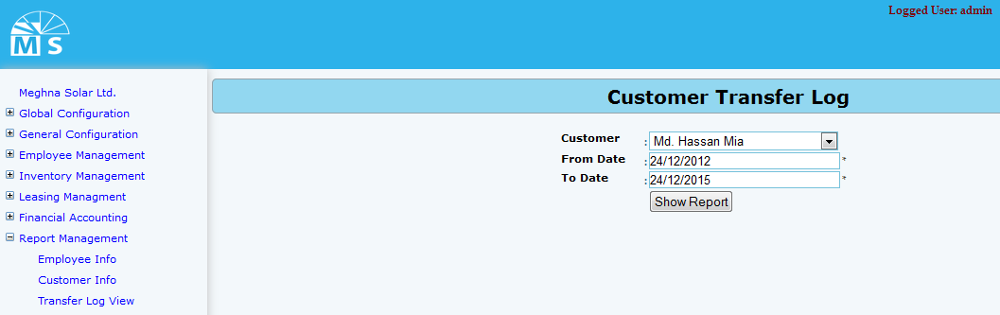 Logged User: admin
MS
Meghna Solar Ltd.
Global Configuration
General Configuration
Employee Management
Inventory Management
Leasing Managment
Financial Accounting
Report Management
Employee Info
Customer Info
Transfer Log View
Customer Transfer Log
Customer : Md. Hassan Mia
From Date : 24/12/2012 *
To Date : 24/12/2015 *
Show Report